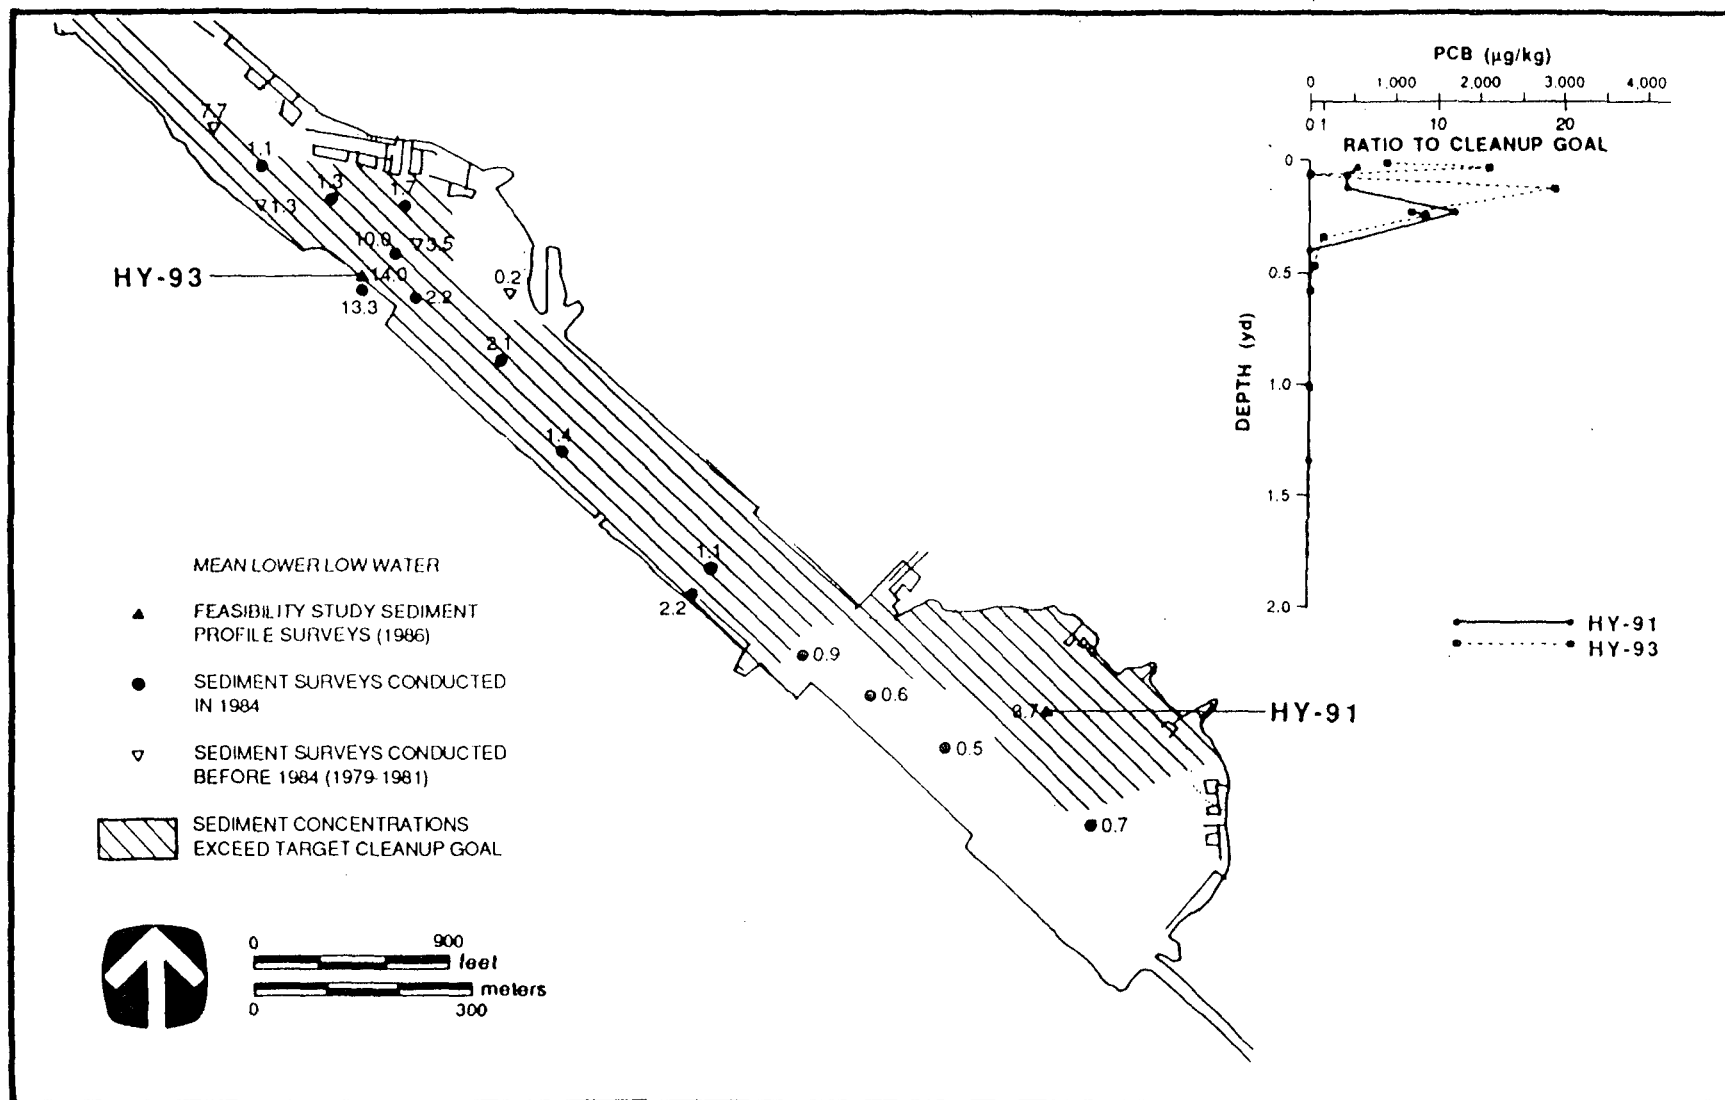 PCB (µg/kg)
0 1,000 2,000 3,000 4,000
0 1 10 20
RATIO TO CLEANUP GOAL
0
0.5
1.0
1.5
2.0
DEPTH (yd)
HY-91
HY-93
7.7
1.1
1.3
1.7
1.3
10.0
3.5
HY-93
14.0
0.2
13.3
2.2
2.1
1.4
1.1
2.2
0.9
0.6
HY-91
0.5
0.7
MEAN LOWER LOW WATER
FEASIBILITY STUDY SEDIMENT
PROFILE SURVEYS (1986)
SEDIMENT SURVEYS CONDUCTED
IN 1984
SEDIMENT SURVEYS CONDUCTED
BEFORE 1984 (1979-1981)
SEDIMENT CONCENTRATIONS
EXCEED TARGET CLEANUP GOAL
0 900
feet
meters
0 300